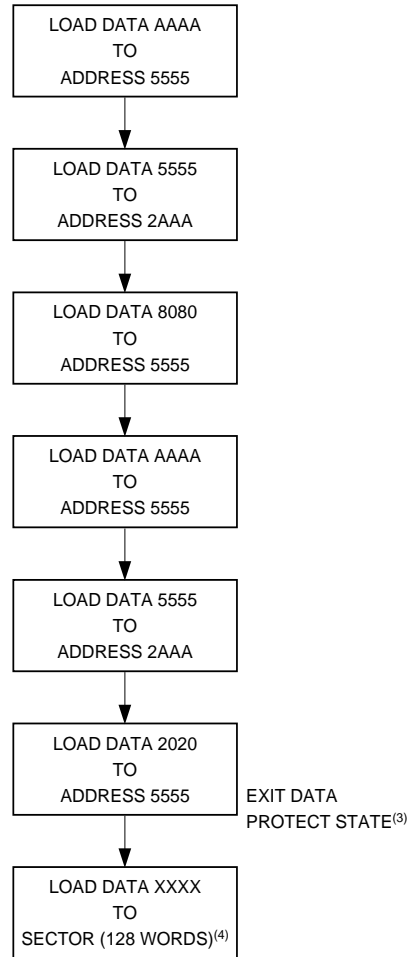 LOAD DATA AAAA
TO
ADDRESS 5555
LOAD DATA 5555
TO
ADDRESS 2AAA
LOAD DATA 8080
TO
ADDRESS 5555
LOAD DATA AAAA
TO
ADDRESS 5555
LOAD DATA 5555
TO
ADDRESS 2AAA
LOAD DATA 2020
TO
ADDRESS 5555
EXIT DATA
PROTECT STATE(3)
LOAD DATA XXXX
TO
SECTOR (128 WORDS)(4)